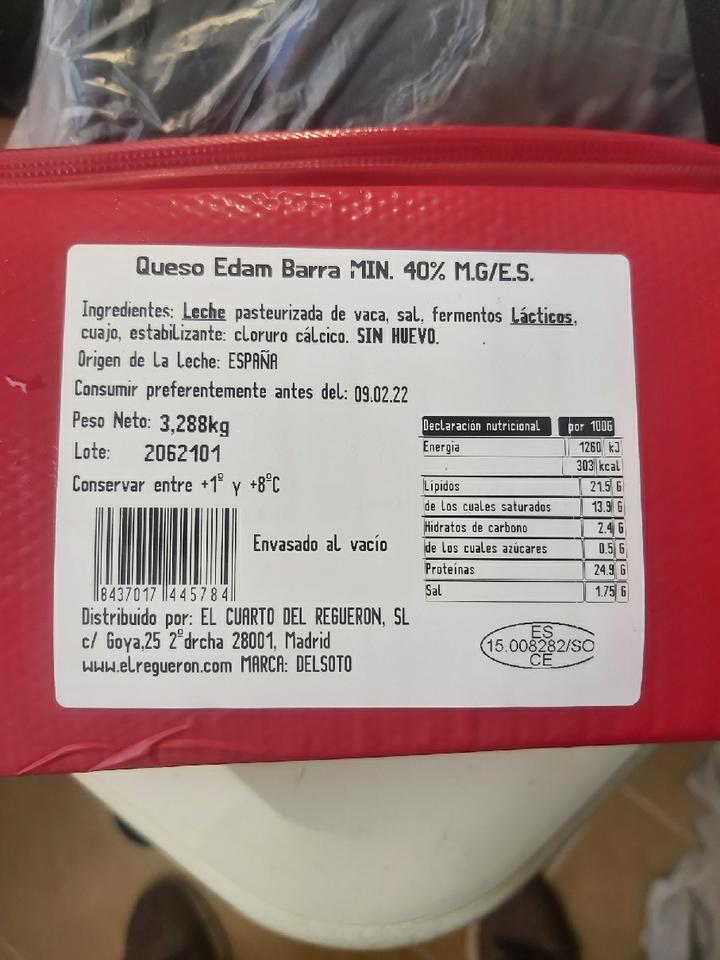 Queso Edam Barra MIN. 40% M.G/E.S.
Ingredientes: Leche pasteurizada de vaca, sal, fermentos Lácticos,
cuajo, estabilizante: cloruro cálcico. SIN HUEVO.
Origen de La Leche: ESPAÑA
Consumir preferentemente antes del: 09.02.22
Peso Neto: 3,288kg
Lote: 2062101
Conservar entre +1º y +8ºC
Envasado al vacío
8437017 445784
Declaración nutricional por 100G
Energia 1260 kJ
303 kcal
Lípidos 21.5 G
de los cuales saturados 13.9 G
Hidratos de carbono 2.4 G
de los cuales azúcares 0.5 G
Proteínas 24.9 G
Sal 1.75 G
Distribuido por: EL CUARTO DEL REGUERON, SL
c/ Goya,25 2ºdrcha 28001, Madrid
www.elregueron.com MARCA: DELSOTO
ES
15.008282/SO
CE